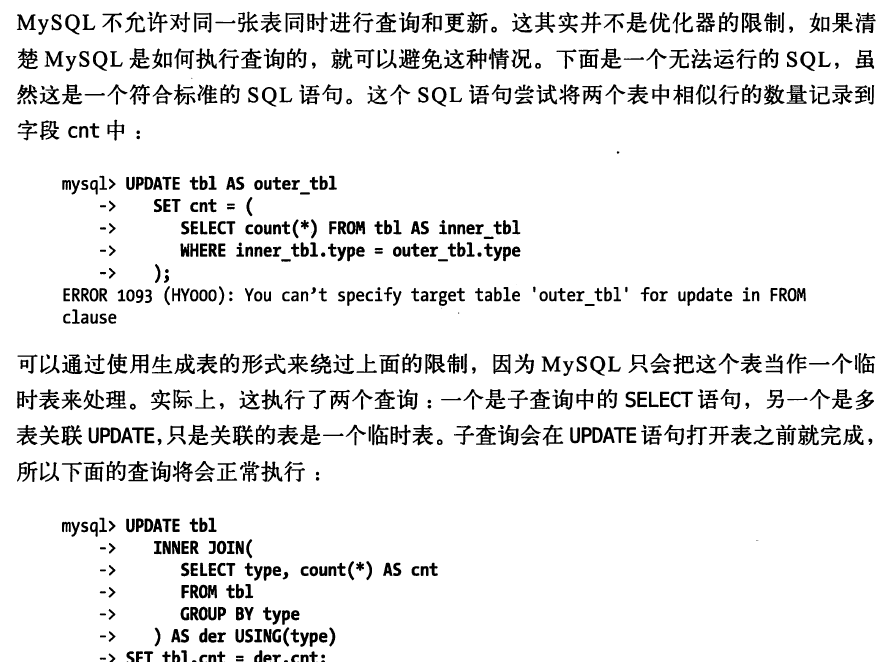 MySQL 不允许对同一张表同时进行查询和更新。这其实并不是优化器的限制，如果清
楚 MySQL 是如何执行查询的，就可以避免这种情况。下面是一个无法运行的 SQL，虽
然这是一个符合标准的 SQL 语句。这个 SQL 语句尝试将两个表中相似行的数量记录到
字段 cnt 中：
mysql> UPDATE tbl AS outer_tbl
-> SET cnt = (
-> SELECT count(*) FROM tbl AS inner_tbl
-> WHERE inner_tbl.type = outer_tbl.type
-> );
ERROR 1093 (HY000): You can't specify target table 'outer_tbl' for update in FROM
clause
可以通过使用生成表的形式来绕过上面的限制，因为 MySQL 只会把这个表当作一个临
时表来处理。实际上，这执行了两个查询：一个是子查询中的 SELECT 语句，另一个是多
表关联 UPDATE，只是关联的表是一个临时表。子查询会在 UPDATE 语句打开表之前就完成，
所以下面的查询将会正常执行：
mysql> UPDATE tbl
-> INNER JOIN(
-> SELECT type, count(*) AS cnt
-> FROM tbl
-> GROUP BY type
-> ) AS der USING(type)
-> SET tbl.cnt = der.cnt;